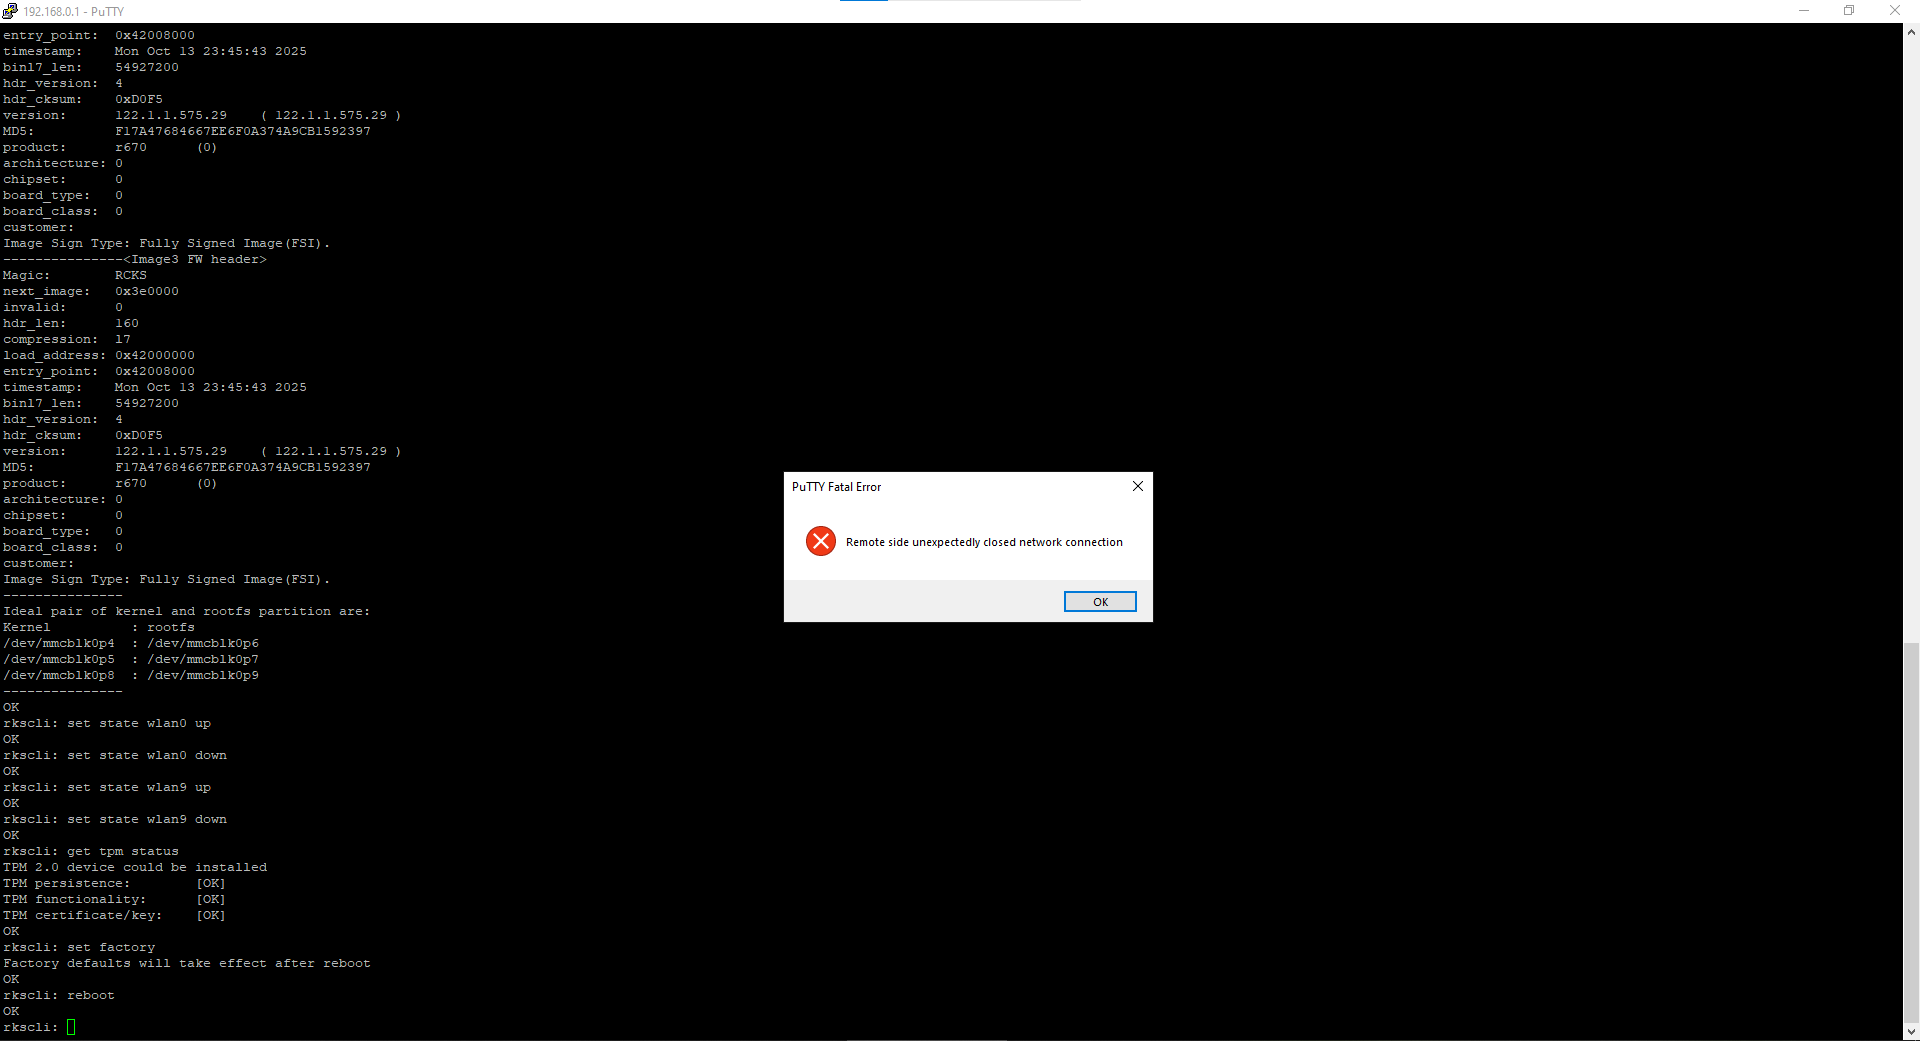 192.168.0.1 - PuTTY
entry_point:  0x42008000
timestamp:    Mon Oct 13 23:45:43 2025
binl7_len:    54927200
hdr_version:  4
hdr_cksum:    0xD0F5
version:      122.1.1.575.29    ( 122.1.1.575.29 )
MD5:          F17A47684667EE6F0A374A9CB1592397
product:      r670      (0)
architecture: 0
chipset:      0
board_type:   0
board_class:  0
customer:
Image Sign Type: Fully Signed Image(FSI).
---------------<Image3 FW header>
Magic:        RCKS
next_image:   0x3e0000
invalid:      0
hdr_len:      160
compression:  l7
load_address: 0x42000000
entry_point:  0x42008000
timestamp:    Mon Oct 13 23:45:43 2025
binl7_len:    54927200
hdr_version:  4
hdr_cksum:    0xD0F5
version:      122.1.1.575.29    ( 122.1.1.575.29 )
MD5:          F17A47684667EE6F0A374A9CB1592397
product:      r670      (0)
architecture: 0
chipset:      0
board_type:   0
board_class:  0
customer:
Image Sign Type: Fully Signed Image(FSI).
---------------
Ideal pair of kernel and rootfs partition are:
Kernel          : rootfs
/dev/mmcblk0p4  : /dev/mmcblk0p6
/dev/mmcblk0p5  : /dev/mmcblk0p7
/dev/mmcblk0p8  : /dev/mmcblk0p9
---------------
OK
rkscli: set state wlan0 up
OK
rkscli: set state wlan0 down
OK
rkscli: set state wlan9 up
OK
rkscli: set state wlan9 down
OK
rkscli: get tpm status
TPM 2.0 device could be installed
TPM persistence:        [OK]
TPM functionality:      [OK]
TPM certificate/key:    [OK]
OK
rkscli: set factory
Factory defaults will take effect after reboot
OK
rkscli: reboot
OK
rkscli:
PuTTY Fatal Error
Remote side unexpectedly closed network connection
OK